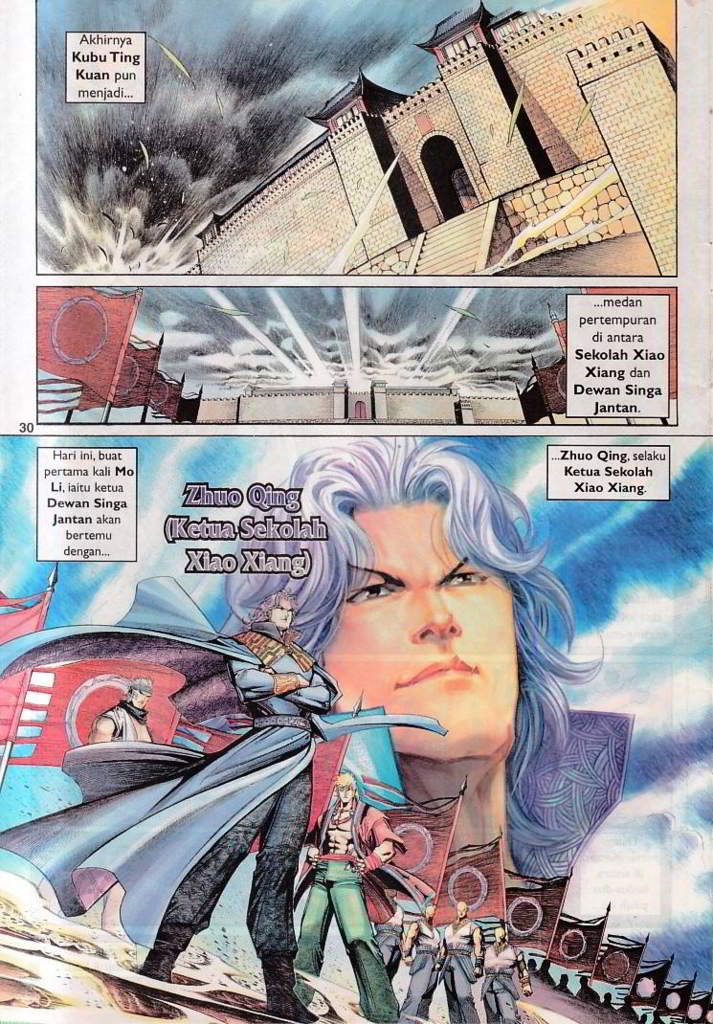 Akhirnya
Kubu Ting
Kuan pun
menjadi...
...medan
pertempuran
di antara
Sekolah Xiao
Xiang dan
Dewan Singa
Jantan.
30
Hari ini, buat
pertama kali Mo
Li, iaitu ketua
Dewan Singa
Jantan akan
bertemu
dengan...
...Zhuo Qing, selaku
Ketua Sekolah
Xiao Xiang.
Zhuo Qing
(Ketua Sekolah
Xiao Xiang)